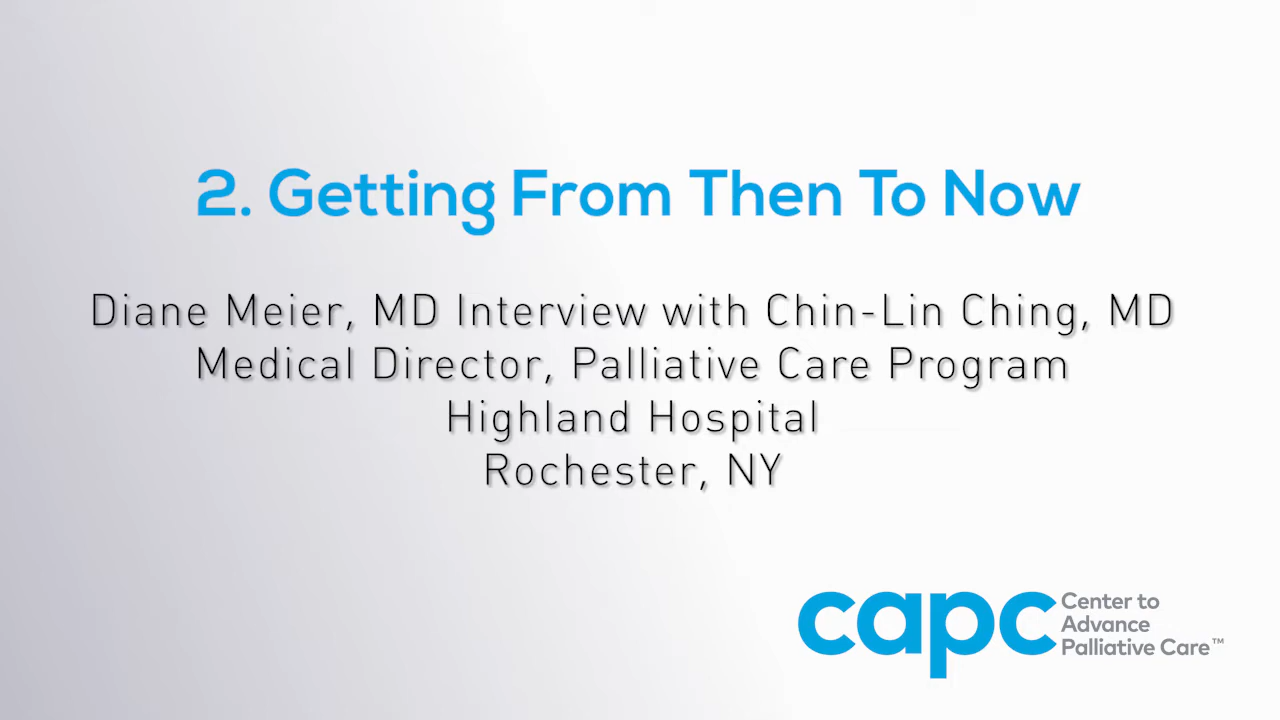 2. Getting From Then To Now
Diane Meier, MD Interview with Chin-Lin Ching, MD
Medical Director, Palliative Care Program
Highland Hospital
Rochester, NY
capc
Center to
Advance
Palliative Care™